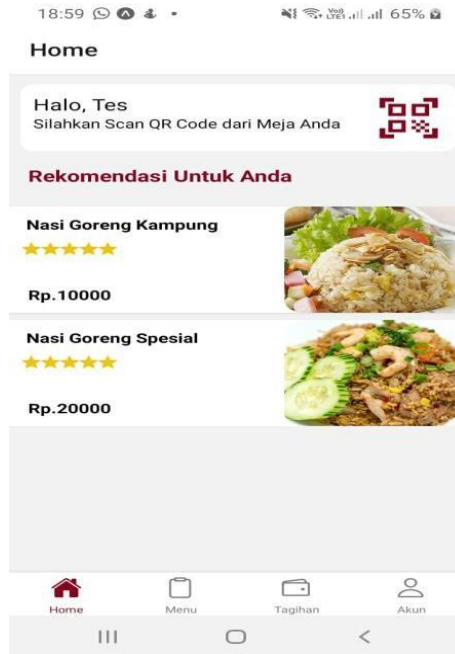 18:59
65%
Home
Halo, Tes
Silahkan Scan QR Code dari Meja Anda
Rekomendasi Untuk Anda
Nasi Goreng Kampung
Rp.10000
Nasi Goreng Spesial
Rp.20000
Home
Menu
Tagihan
Akun